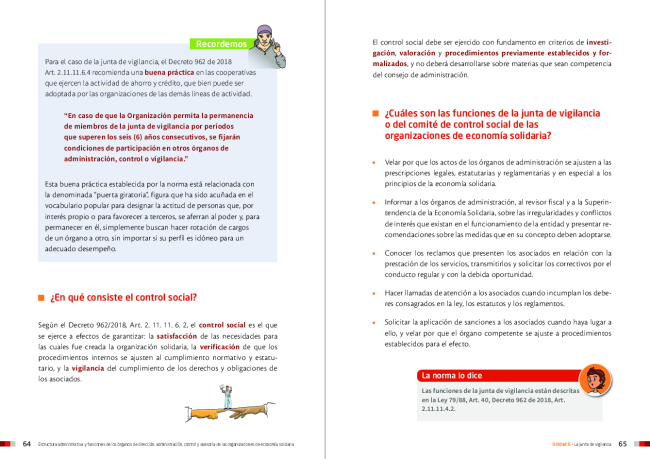 Recordemos
Para el caso de la junta de vigilancia, el Decreto 962 de 2018
Art. 2.11.11.6.4 recomienda una buena práctica en las cooperativas
que ejercen la actividad de ahorro y crédito, que bien puede ser
adoptada por las organizaciones de las demás líneas de actividad.
“En caso de que la Organización permita la permanencia
de miembros de la junta de vigilancia por períodos
que superen los seis (6) años consecutivos, se fijarán
condiciones de participación en otros órganos de
administración, control o vigilancia.”
Esta buena práctica establecida por la norma está relacionada con
la denominada “puerta giratoria”, figura que ha sido acuñada en el
vocabulario popular para designar la actitud de personas que, por
interés propio o para favorecer a terceros, se aferran al poder y, para
permanecer en él, simplemente buscan hacer rotación de cargos
de un órgano a otro, sin importar si su perfil es idóneo para un
adecuado desempeño.
¿En qué consiste el control social?
Según el Decreto 962/2018, Art. 2. 11. 11. 6. 2, el control social es el que
se ejerce a efectos de garantizar: la satisfacción de las necesidades para
las cuales fue creada la organización solidaria, la verificación de que los
procedimientos internos se ajusten al cumplimiento normativo y estatu-
tario, y la vigilancia del cumplimiento de los derechos y obligaciones de
los asociados.
64 Estructura administrativa y funciones de los órganos de dirección, administración, control y asesoría de las organizaciones de economía solidaria
El control social debe ser ejercido con fundamento en criterios de investi-
gación, valoración y procedimientos previamente establecidos y for-
malizados, y no deberá desarrollarse sobre materias que sean competencia
del consejo de administración.
¿Cuáles son las funciones de la junta de vigilancia
o del comité de control social de las
organizaciones de economía solidaria?
• Velar por que los actos de los órganos de administración se ajusten a las
prescripciones legales, estatutarias y reglamentarias y en especial a los
principios de la economía solidaria.
• Informar a los órganos de administración, al revisor fiscal y a la Superin-
tendencia de la Economía Solidaria, sobre las irregularidades y conflictos
de interés que existan en el funcionamiento de la entidad y presentar re-
comendaciones sobre las medidas que en su concepto deben adoptarse.
• Conocer los reclamos que presenten los asociados en relación con la
prestación de los servicios, transmitirlos y solicitar los correctivos por el
conducto regular y con la debida oportunidad.
• Hacer llamadas de atención a los asociados cuando incumplan los debe-
res consagrados en la ley, los estatutos y los reglamentos.
• Solicitar la aplicación de sanciones a los asociados cuando haya lugar a
ello, y velar por que el órgano competente se ajuste a procedimientos
establecidos para el efecto.
La norma lo dice
Las funciones de la junta de vigilancia están descritas
en la Ley 79/88, Art. 40, Decreto 962 de 2018, Art.
2.11.11.4.2.
Unidad 6 - La junta de vigilancia 65